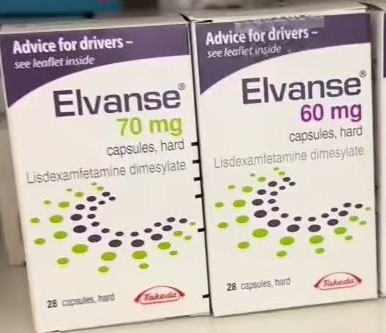 Advice for drivers –
see leaflet inside
Elvanse®
70 mg
capsules, hard
Lisdexamfetamine dimesylate
28 capsules, hard
Takeda
Advice for drivers –
see leaflet inside
Elvanse®
60 mg
capsules, hard
Lisdexamfetamine dimesylate
28 capsules, hard
Takeda